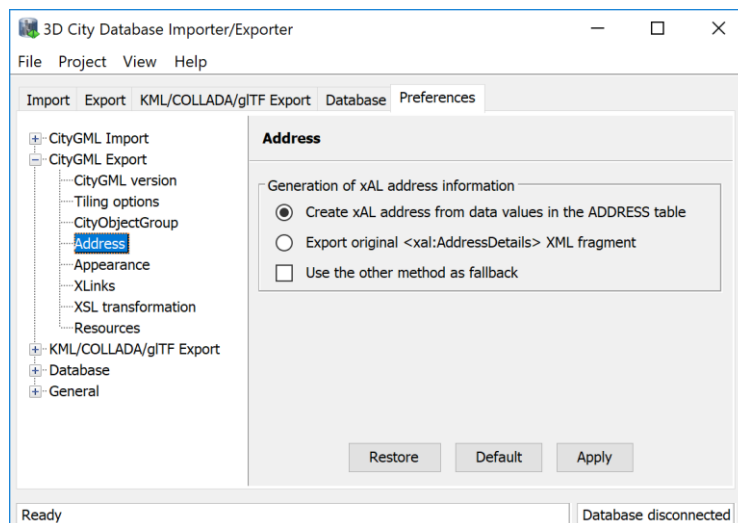 3D City Database Importer/Exporter
File Project View Help
Import Export KML/COLLADA/glTF Export Database Preferences
CityGML Import
CityGML Export
CityGML version
Tiling options
CityObjectGroup
Address
Appearance
XLinks
XSL transformation
Resources
KML/COLLADA/glTF Export
Database
General
Address
Generation of xAL address information
Create xAL address from data values in the ADDRESS table
Export original <xal:AddressDetails> XML fragment
Use the other method as fallback
Restore Default Apply
Ready Database disconnected